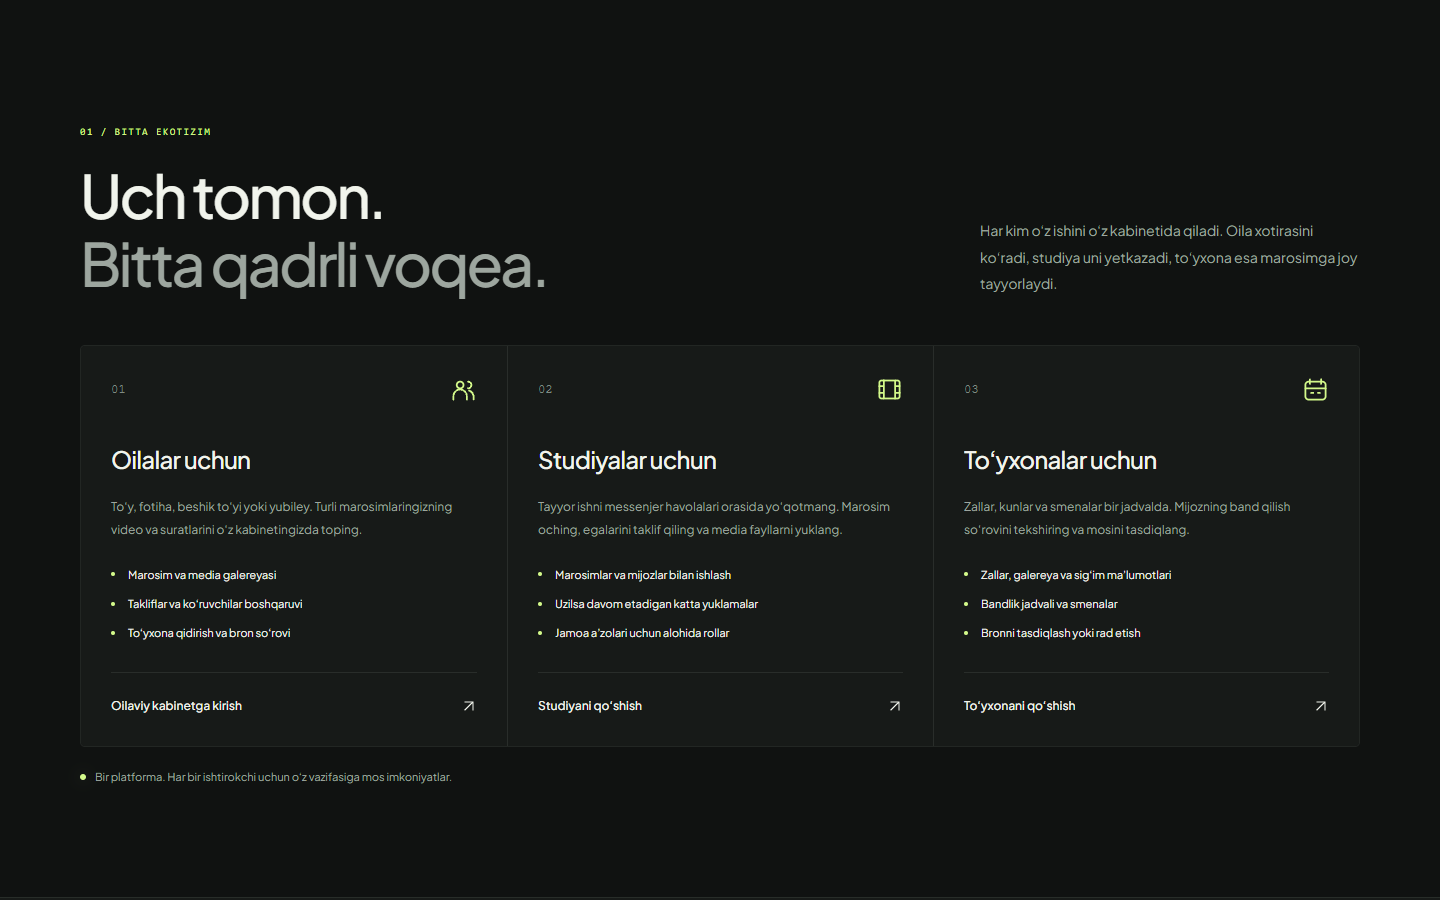 01 / BITTA EKOTIZIM
Uch tomon.
Bitta qadrli voqea.
Har kim o‘z ishini o‘z kabinetida qiladi. Oila xotirasini
ko‘radi, studiya uni yetkazadi, to‘yxona esa marosimga joy
tayyorlaydi.
01
Oilalar uchun
To‘y, fotiha, beshik to‘yi yoki yubiley. Turli marosimlaringizning
video va suratlarini o‘z kabinetingizda toping.
• Marosim va media galereyasi
• Takliflar va ko‘ruvchilar boshqaruvi
• To‘yxona qidirish va bron so‘rovi
Oilaviy kabinetga kirish
02
Studiyalar uchun
Tayyor ishni messenjer havolalari orasida yo‘qotmang. Marosim
oching, egalarini taklif qiling va media fayllarni yuklang.
• Marosimlar va mijozlar bilan ishlash
• Uzilsa davom etadigan katta yuklamalar
• Jamoa a’zolari uchun alohida rollar
Studiyani qo‘shish
03
To‘yxonalar uchun
Zallar, kunlar va smenalar bir jadvalda. Mijozning band qilish
so‘rovini tekshiring va mosini tasdiqlang.
• Zallar, galereya va sig‘im ma’lumotlari
• Bandlik jadvali va smenalar
• Bronni tasdiqlash yoki rad etish
To‘yxonani qo‘shish
Bir platforma. Har bir ishtirokchi uchun o‘z vazifasiga mos imkoniyatlar.